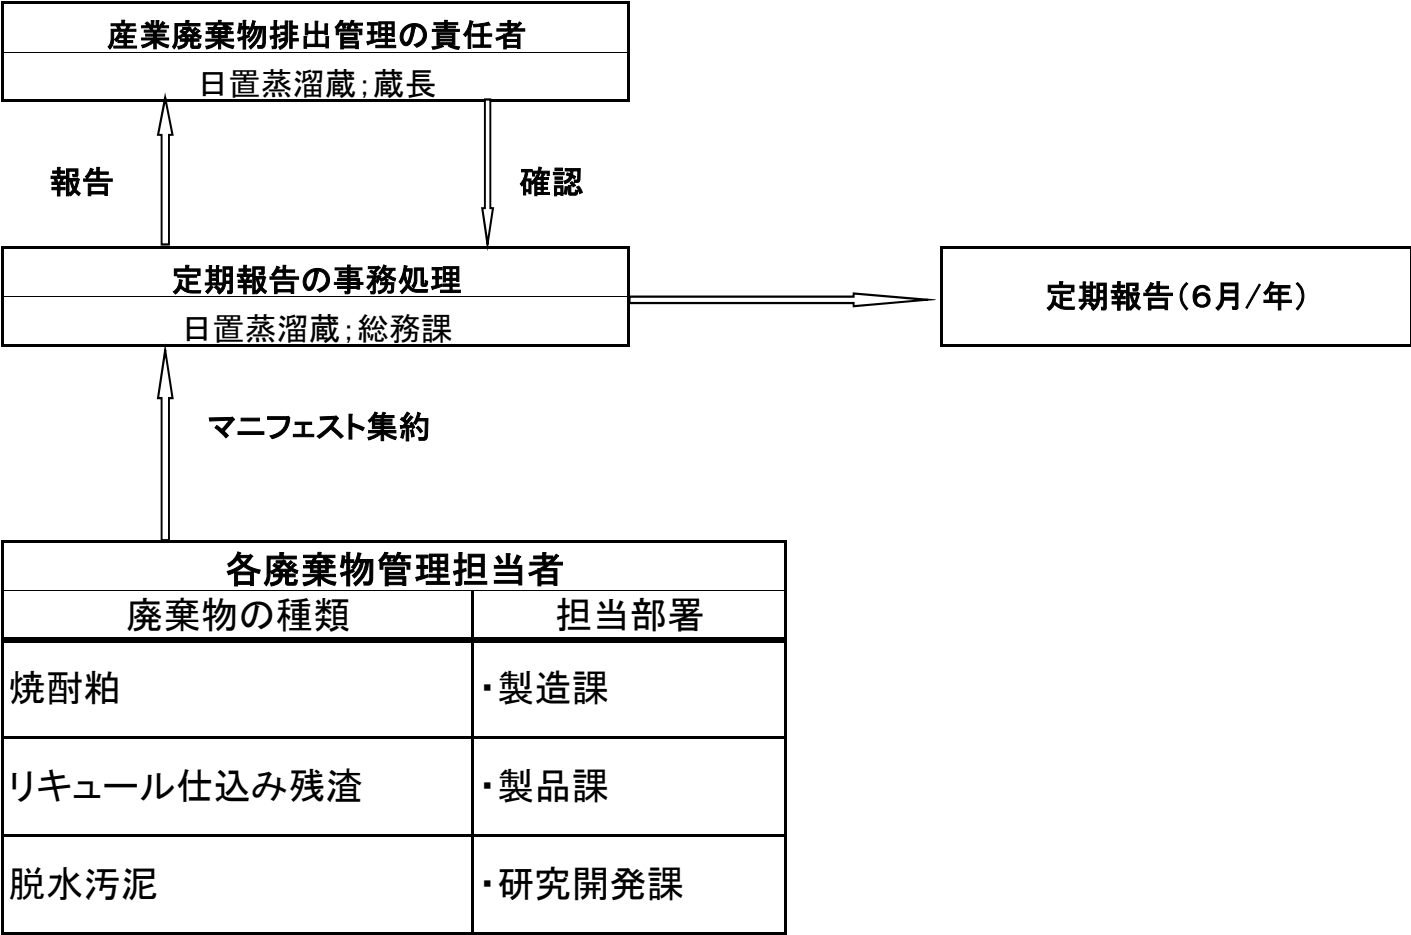 産業廃棄物排出管理の責任者
日置蒸溜蔵；蔵長
報告
確認
定期報告の事務処理
日置蒸溜蔵；総務課
定期報告（６月/年）
マニフェスト集約
各廃棄物管理担当者
廃棄物の種類
担当部署
焼酎粕
・製造課
リキュール仕込み残渣
・製品課
脱水汚泥
・研究開発課